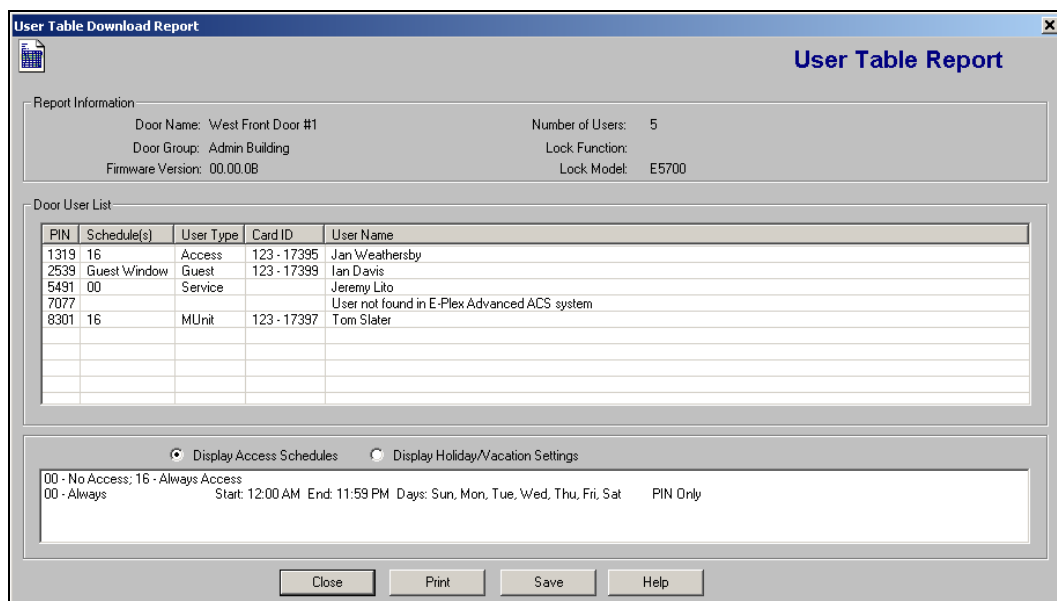 User Table Download Report
User Table Report
Report Information
Door Name: West Front Door #1 Number of Users: 5
Door Group: Admin Building Lock Function:
Firmware Version: 00.00.0B Lock Model: E5700
Door User List
PIN Schedule(s) User Type Card ID User Name
1319 16 Access 123 - 17395 Jan Weathersby
2539 Guest Window Guest 123 - 17399 Ian Davis
5491 00 Service Jeremy Lito
7077 User not found in E-Plex Advanced ACS system
8301 16 MUnit 123 - 17397 Tom Slater
Display Access Schedules Display Holiday/Vacation Settings
00 - No Access; 16 - Always Access
00 - Always Start: 12:00 AM End: 11:59 PM Days: Sun, Mon, Tue, Wed, Thu, Fri, Sat PIN Only
Close Print Save Help